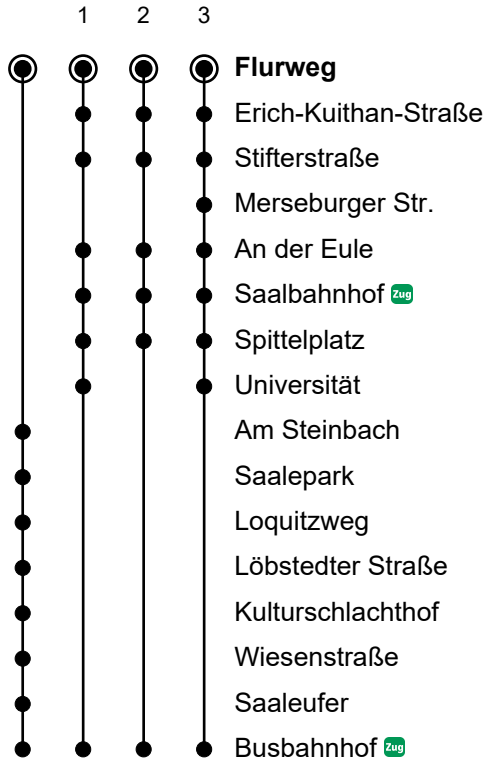 1 2 3
Flurweg
Erich-Kuithan-Straße
Stifterstraße
Merseburger Str.
An der Eule
Saalbahnhof Zug
Spittelplatz
Universität
Am Steinbach
Saalepark
Loquitzweg
Löbstedter Straße
Kulturschlachthof
Wiesenstraße
Saaleufer
Busbahnhof Zug